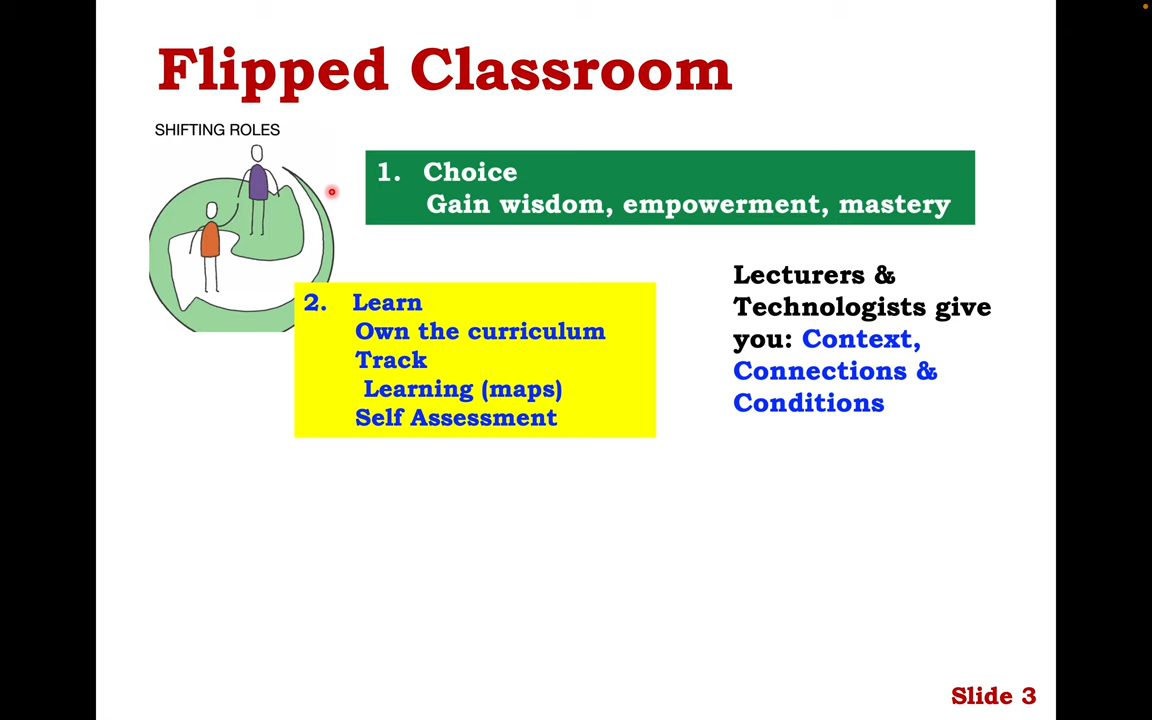 Flipped Classroom
SHIFTING ROLES
1. Choice
Gain wisdom, empowerment, mastery
2. Learn
Own the curriculum
Track
Learning (maps)
Self Assessment
Lecturers &
Technologists give
you: Context,
Connections &
Conditions
Slide 3